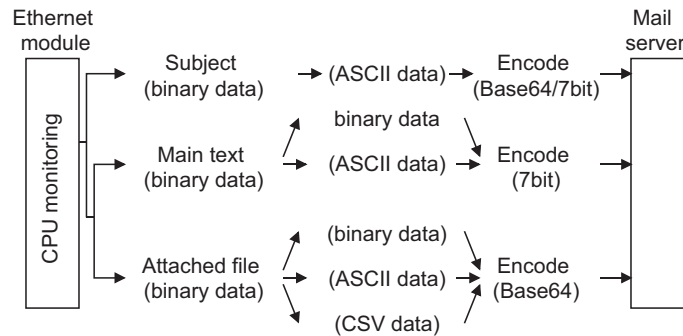 Ethernet
module
Mail
server
CPU monitoring
Subject
(binary data)
(ASCII data)
Encode
(Base64/7bit)
binary data
Main text
(binary data)
(ASCII data)
Encode
(7bit)
(binary data)
Attached file
(binary data)
(ASCII data)
Encode
(Base64)
(CSV data)